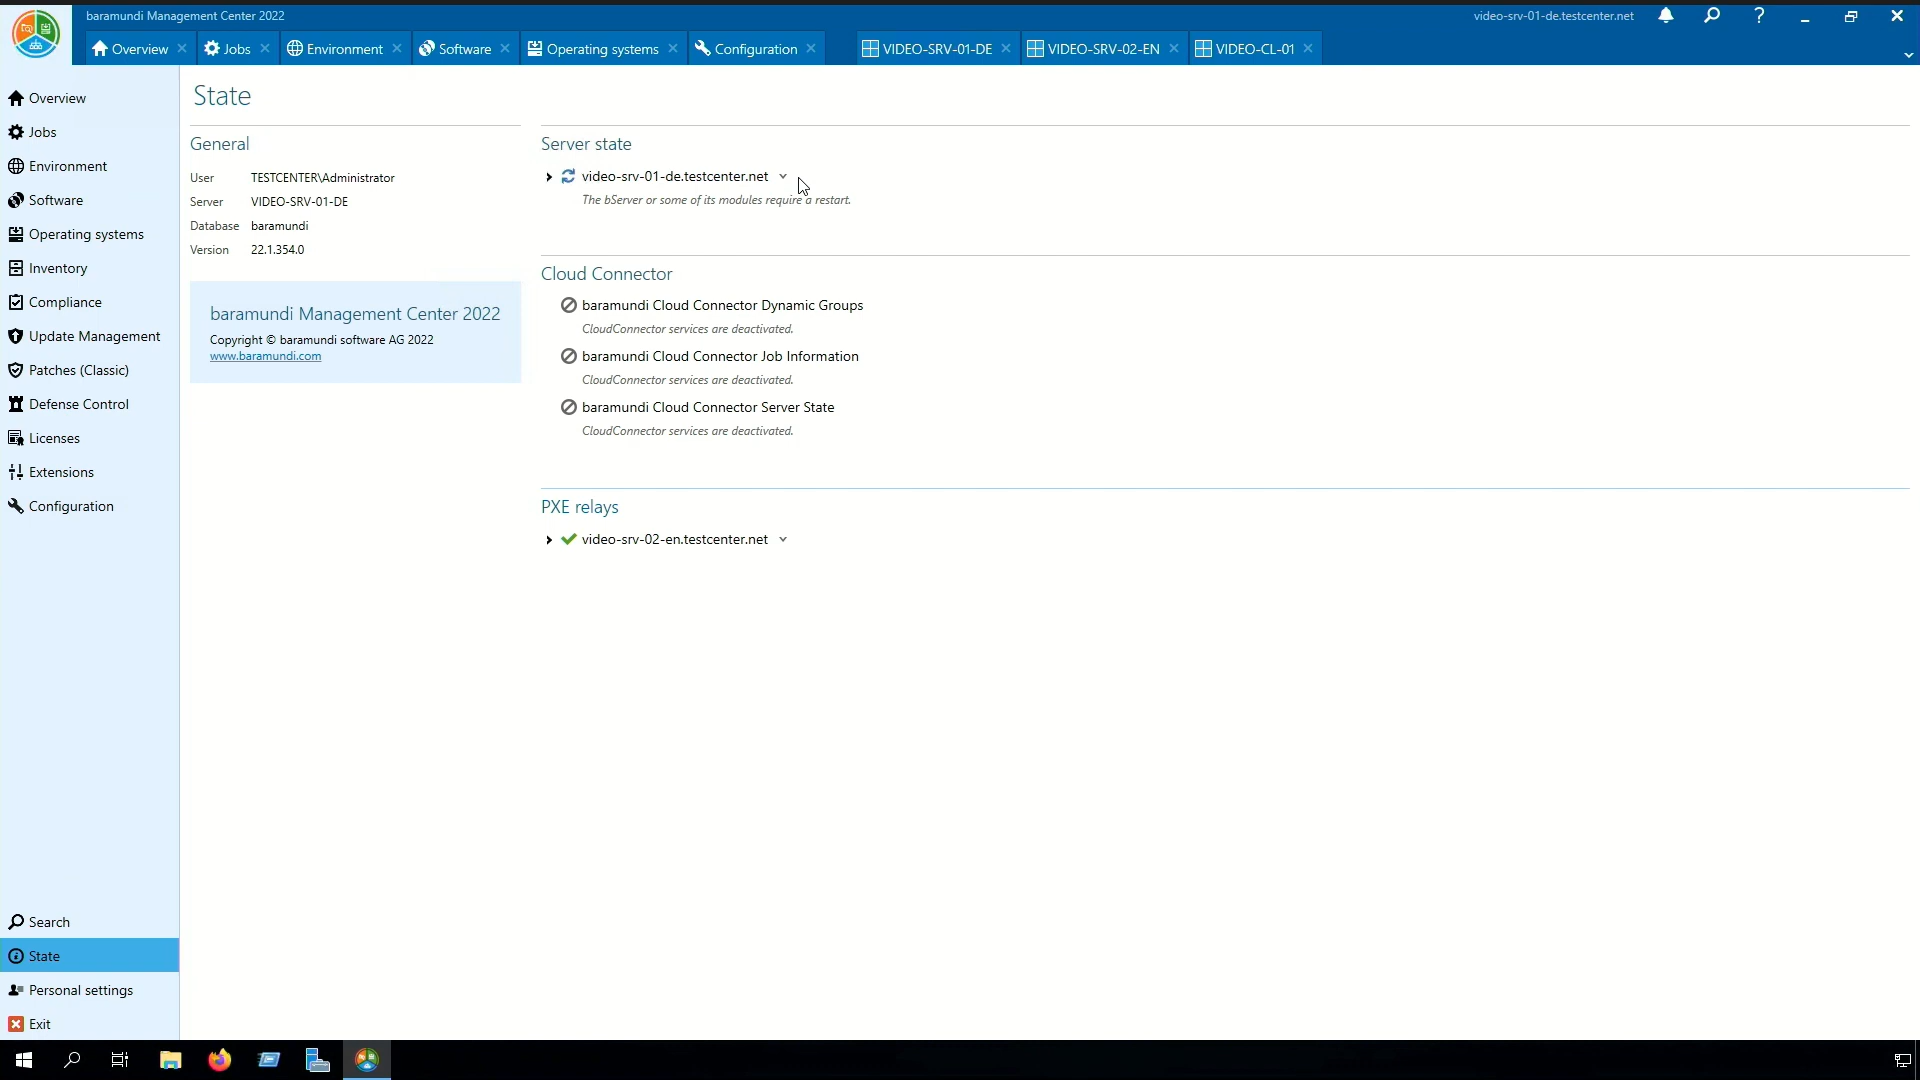 baramundi Management Center 2022
video-srv-01-de.testcenter.net
?
Overview
Jobs
Environment
Software
Operating systems
Configuration
VIDEO-SRV-01-DE
VIDEO-SRV-02-EN
VIDEO-CL-01
Overview
Jobs
Environment
Software
Operating systems
Inventory
Compliance
Update Management
Patches (Classic)
Defense Control
Licenses
Extensions
Configuration
Search
State
Personal settings
Exit
State
General
User TESTCENTER\Administrator
Server VIDEO-SRV-01-DE
Database baramundi
Version 22.1.354.0
baramundi Management Center 2022
Copyright © baramundi software AG 2022
www.baramundi.com
Server state
video-srv-01-de.testcenter.net
The bServer or some of its modules require a restart.
Cloud Connector
baramundi Cloud Connector Dynamic Groups
CloudConnector services are deactivated.
baramundi Cloud Connector Job Information
CloudConnector services are deactivated.
baramundi Cloud Connector Server State
CloudConnector services are deactivated.
PXE relays
video-srv-02-en.testcenter.net